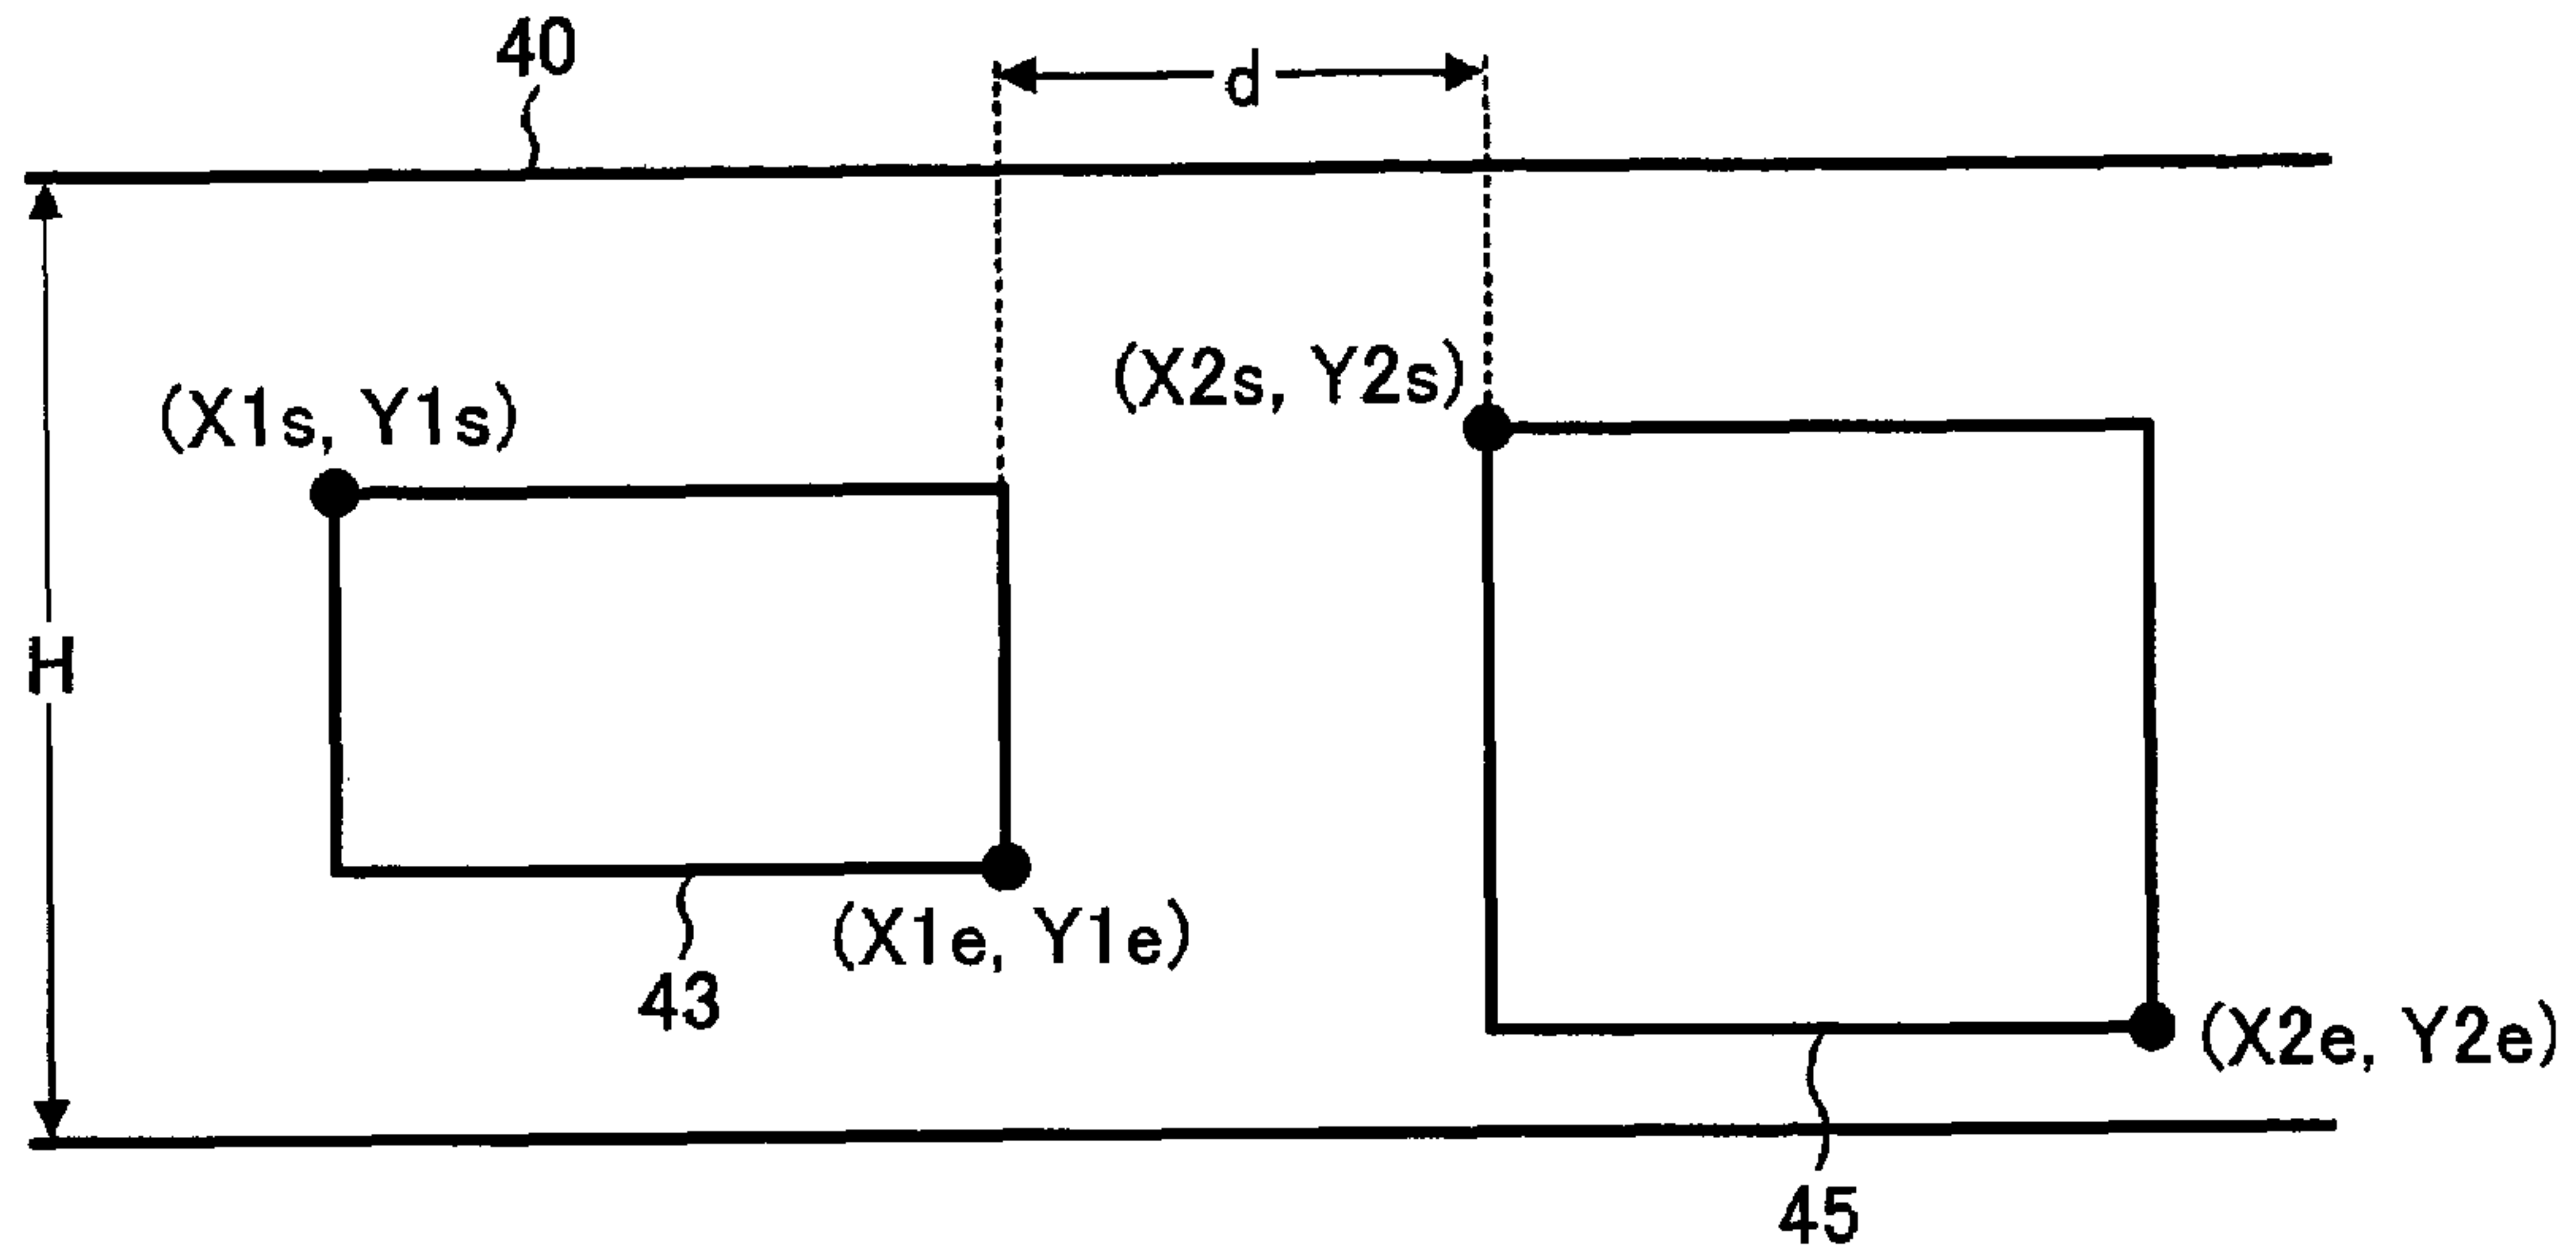 40
d
(X1s, Y1s)
(X2s, Y2s)
H
(X1e, Y1e)
43
(X2e, Y2e)
45